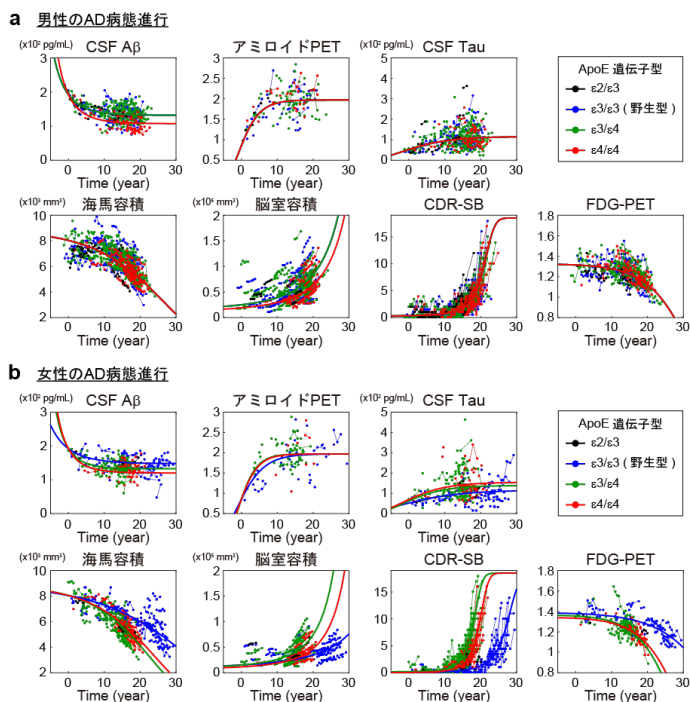 a 男性のAD病態進行
(x10² pg/mL) CSF Aβ アミロイドPET (x10² pg/mL) CSF Tau
3 2.5 5
2 2 4
1.5 3
1 1 2
1
0 0.5 0
0 10 20 30 0 10 20 30 0 10 20 30
Time (year) Time (year) Time (year)
ApoE 遺伝子型
ε2/ε3
ε3/ε3 ( 野生型 )
ε3/ε4
ε4/ε4
(x10³ mm³) 海馬容積 (x10⁵ mm³) 脳室容積 CDR-SB FDG-PET
10 2 1.8
8 1.5 15 1.6
6 1 10 1.4
4 0.5 5 1.2
1
2 0 0 0.8
0 10 20 30 0 10 20 30 0 10 20 30 0 10 20 30
Time (year) Time (year) Time (year) Time (year)
b 女性のAD病態進行
(x10² pg/mL) CSF Aβ アミロイドPET (x10² pg/mL) CSF Tau
3 3 5
2.5 4
2 2 3
1.5 2
1 1 1
0 0.5 0
0 10 20 30 0 10 20 30 0 10 20 30
Time (year) Time (year) Time (year)
ApoE 遺伝子型
ε2/ε3
ε3/ε3 ( 野生型 )
ε3/ε4
ε4/ε4
(x10³ mm³) 海馬容積 (x10⁵ mm³) 脳室容積 CDR-SB FDG-PET
10 2 1.8
8 1.5 15 1.6
6 1 10 1.4
4 0.5 5 1.2
1
2 0 0 0.8
0 10 20 30 0 10 20 30 0 10 20 30 0 10 20 30
Time (year) Time (year) Time (year) Time (year)